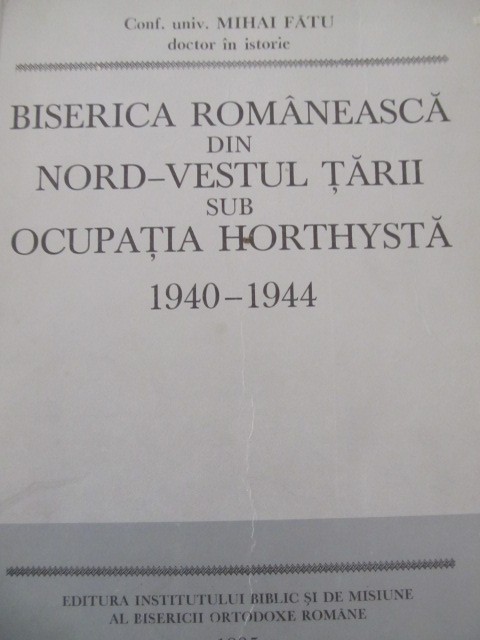 Conf. univ. MIHAI FĂTU
doctor în istorie
BISERICA ROMÂNEASCĂ
DIN
NORD–VESTUL ȚĂRII
SUB
OCUPAȚIA HORTHYSTĂ
1940–1944
EDITURA INSTITUTULUI BIBLIC ȘI DE MISIUNE
AL BISERICII ORTODOXE ROMÂNE